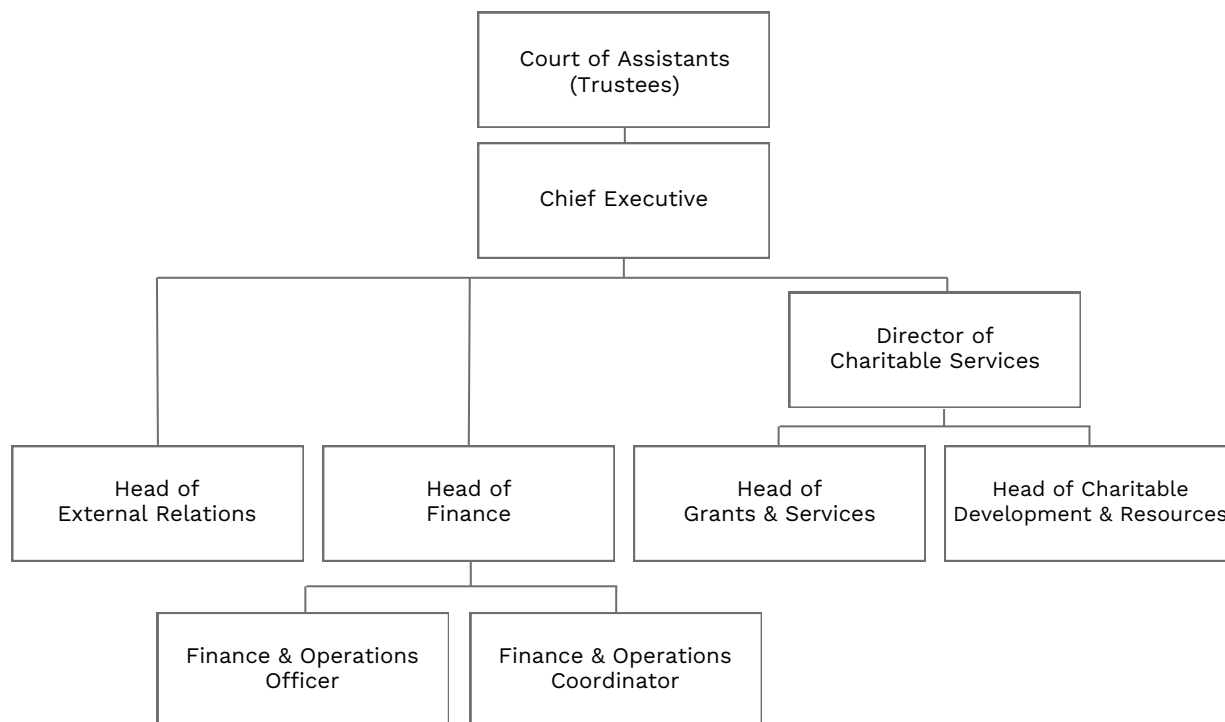 Court of Assistants
(Trustees)
Chief Executive
Director of
Charitable Services
Head of
External Relations
Head of
Finance
Head of
Grants & Services
Head of Charitable
Development & Resources
Finance & Operations
Officer
Finance & Operations
Coordinator